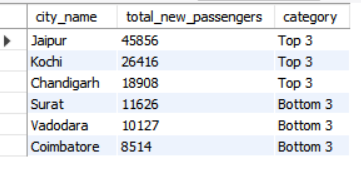 city_name total_new_passengers category
Jaipur 45856 Top 3
Kochi 26416 Top 3
Chandigarh 18908 Top 3
Surat 11626 Bottom 3
Vadodara 10127 Bottom 3
Coimbatore 8514 Bottom 3